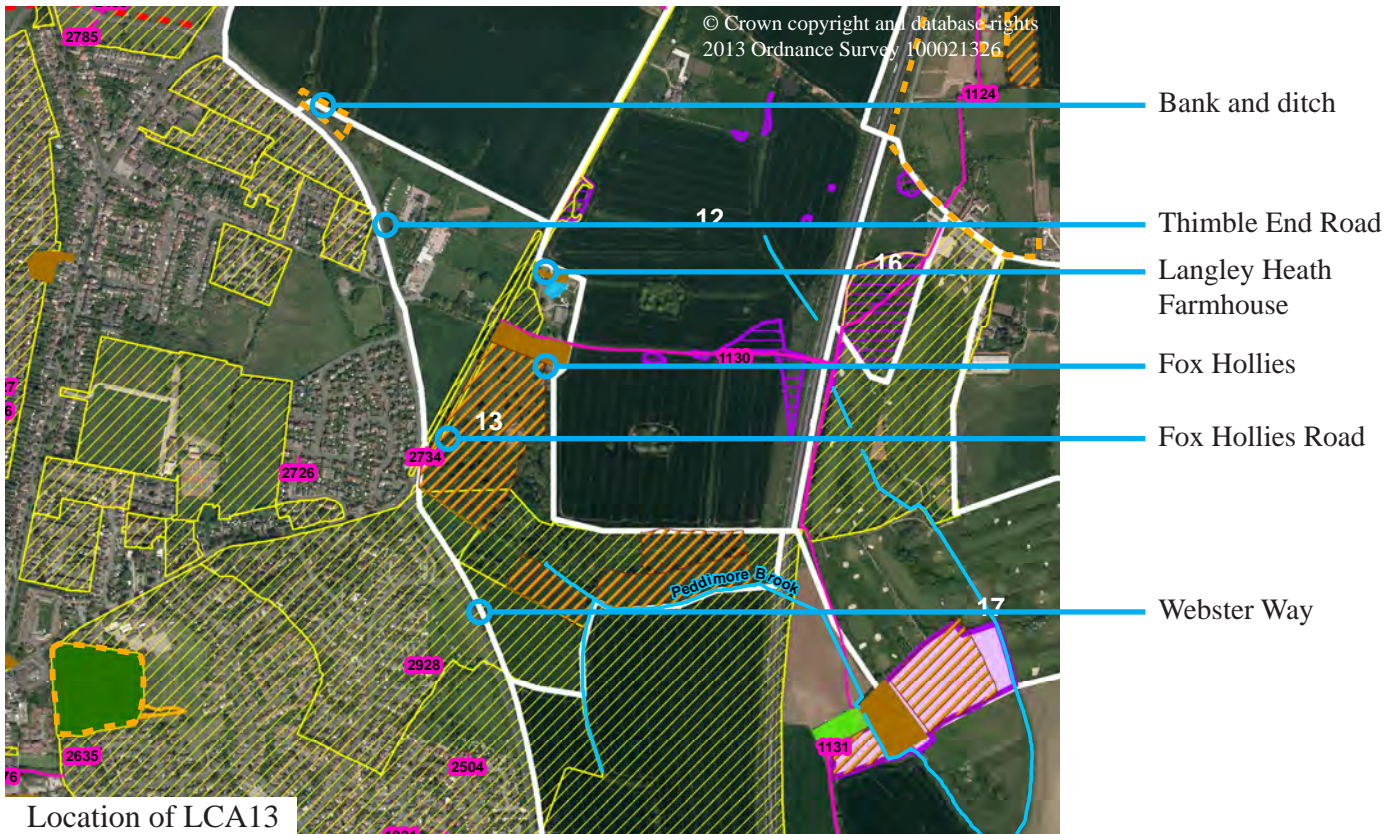 © Crown copyright and database rights
2013 Ordnance Survey 100021326
2785
1124
Bank and ditch
12
Thimble End Road
16
Langley Heath
Farmhouse
1130
Fox Hollies
13
Fox Hollies Road
2734
2726
Peddimore Brook
17
Webster Way
2928
2635
1131
2504
76
Location of LCA13